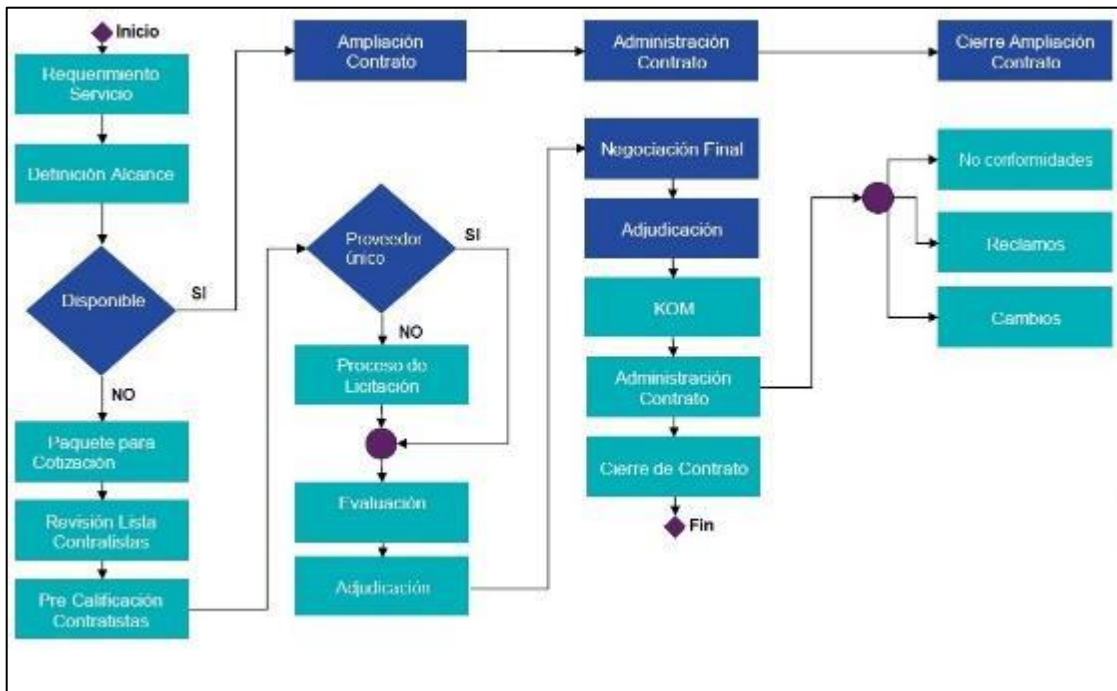 Inicio
Requerimiento
Servicio
Definición Alcance
Disponible
SI
NO
Paquete para
Cotización
Revisión Lista
Contratistas
Pre Calificación
Contratistas
Ampliación
Contrato
Administración
Contrato
Cierre Ampliación
Contrato
Proveedor
único
SI
NO
Proceso de
Licitación
Evaluación
Adjudicación
Negociación Final
Adjudicación
KOM
Administración
Contrato
Cierre de Contrato
Fin
No conformidades
Reclamos
Cambios